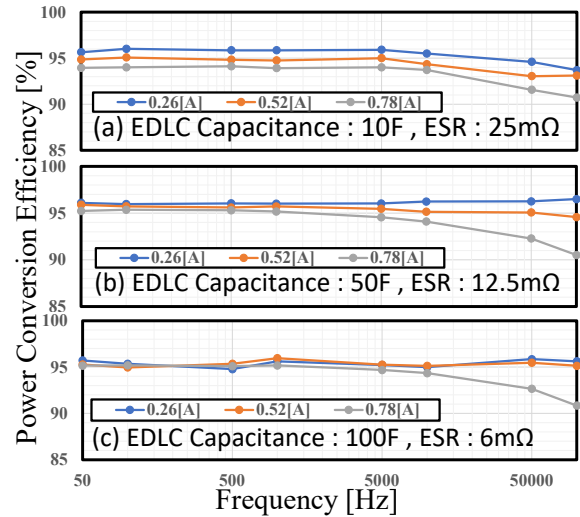 Power Conversion Efficiency [%]
100
95
90
85
0.26[A] 0.52[A] 0.78[A]
(a) EDLC Capacitance : 10F , ESR : 25mΩ
100
95
90
85
0.26[A] 0.52[A] 0.78[A]
(b) EDLC Capacitance : 50F , ESR : 12.5mΩ
100
95
90
85
0.26[A] 0.52[A] 0.78[A]
(c) EDLC Capacitance : 100F , ESR : 6mΩ
50 500 5000 50000
Frequency [Hz]